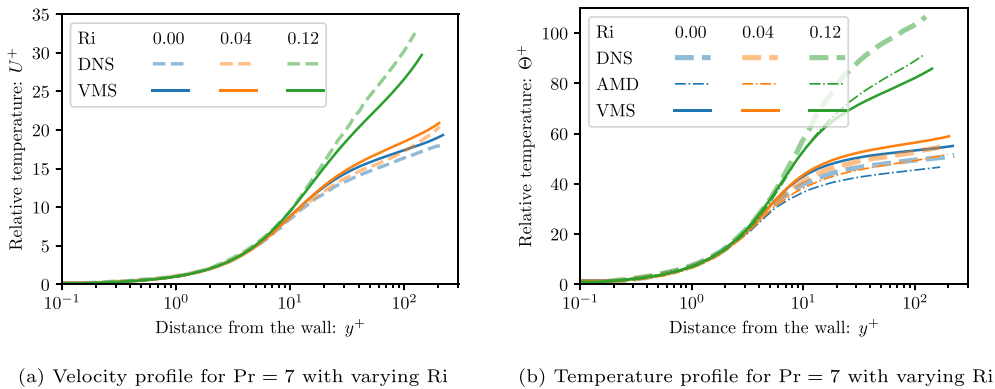 35
30
25
20
15
10
5
0
Relative temperature: U⁺
Ri 0.00 0.04 0.12
DNS
VMS
10⁻¹ 10⁰ 10¹ 10²
Distance from the wall: y⁺
(a) Velocity profile for Pr = 7 with varying Ri
100
80
60
40
20
0
Relative temperature: Θ⁺
Ri 0.00 0.04 0.12
DNS
AMD
VMS
10⁻¹ 10⁰ 10¹ 10²
Distance from the wall: y⁺
(b) Temperature profile for Pr = 7 with varying Ri